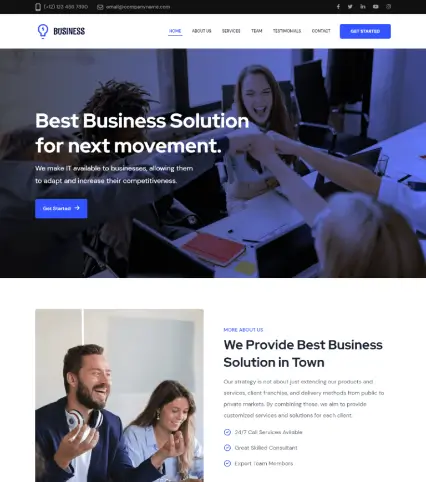 (+12) 123 456 7890 email@companyname.com
BUSINESS
HOME ABOUT US SERVICES TEAM TESTIMONIALS CONTACT GET STARTED
Best Business Solution
for next movement.
We make IT available to businesses, allowing them
to adapt and increase their competitiveness.
Get Started
MORE ABOUT US
We Provide Best Business
Solution in Town
Our strategy is not about just extending our products and
services, client franchise, and delivery methods from public to
private markets. By combining these, we aim to provide
customized services and solutions for each client.
24/7 Call Services Avilable
Great Skilled Consultant
Expert Team Members